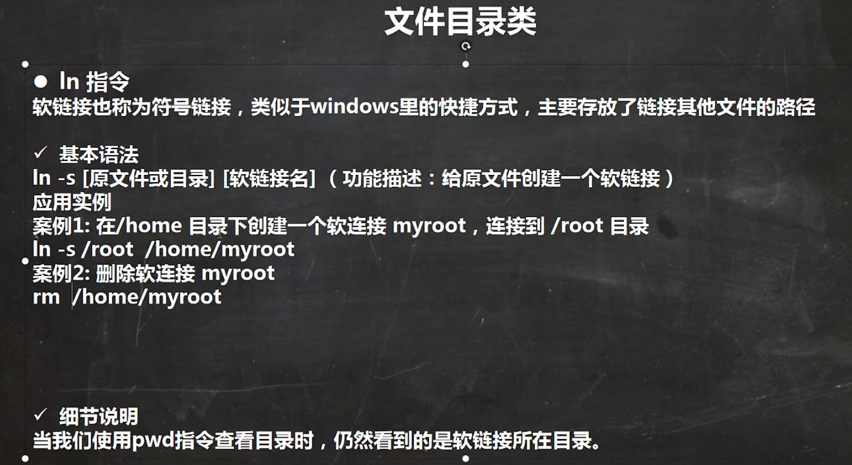 文件目录类
● ln 指令
软链接也称为符号链接，类似于windows里的快捷方式，主要存放了链接其他文件的路径
✓ 基本语法
ln -s [原文件或目录] [软链接名] （功能描述：给原文件创建一个软链接）
应用实例
案例1: 在/home 目录下创建一个软连接 myroot，连接到 /root 目录
ln -s /root  /home/myroot
案例2: 删除软连接 myroot
rm  /home/myroot
✓ 细节说明
当我们使用pwd指令查看目录时，仍然看到的是软链接所在目录。